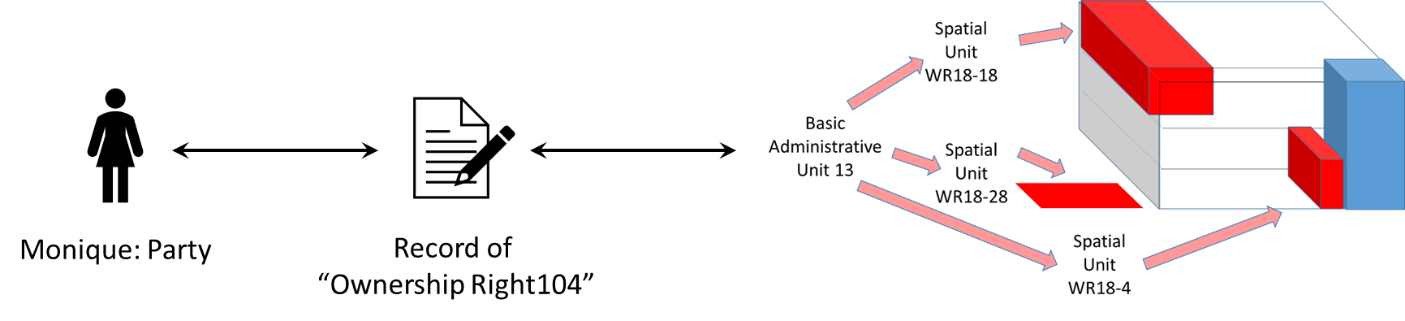 Monique: Party
Record of
“Ownership Right104”
Basic
Administrative
Unit 13
Spatial
Unit
WR18-18
Spatial
Unit
WR18-28
Spatial
Unit
WR18-4